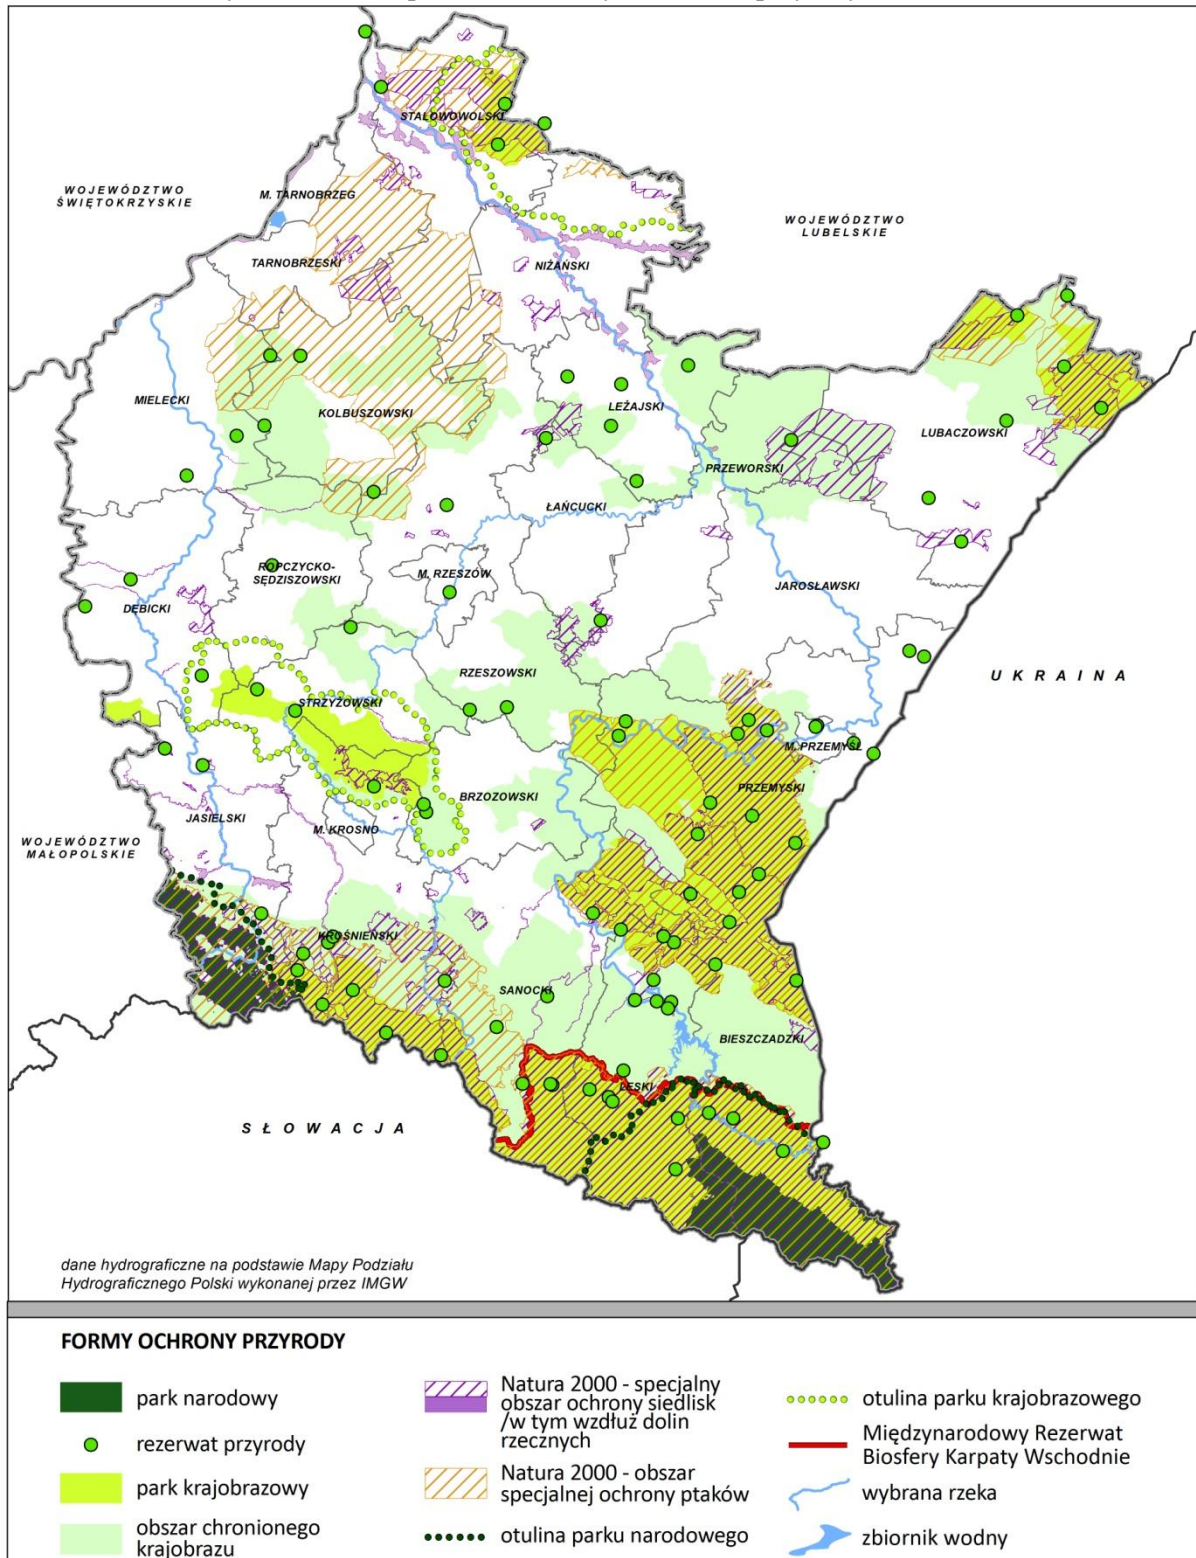 STALOWOWOLSKI
WOJEWÓDZTWO
ŚWIĘTOKRZYSKIE
M. TARNOBRZEG
WOJEWÓDZTWO
LUBELSKIE
TARNOBRZESKI
NIŻAŃSKI
MIELECKI
KOLBUSZOWSKI
LEŻAJSKI
LUBACZOWSKI
PRZEWORSKI
ŁAŃCUCKI
ROPCZYCKO-
SĘDZISZOWSKI
M. RZESZÓW
JAROSŁAWSKI
DĘBICKI
RZESZOWSKI
UKRAINA
STRZYŻOWSKI
M. PRZEMYŚL
PRZEMYSKI
BRZOZOWSKI
JASIELSKI
M. KROSNO
WOJEWÓDZTWO
MAŁOPOLSKIE
KROŚNIEŃSKI
SANOCKI
BIESZCZADZKI
LESKI
SŁOWACJA
dane hydrograficzne na podstawie Mapy Podziału
Hydrograficznego Polski wykonanej przez IMGW
FORMY OCHRONY PRZYRODY
park narodowy
rezerwat przyrody
park krajobrazowy
obszar chronionego
krajobrazu
Natura 2000 - specjalny
obszar ochrony siedlisk
/w tym wzdłuż dolin
rzecznych
Natura 2000 - obszar
specjalnej ochrony ptaków
otulina parku narodowego
otulina parku krajobrazowego
Międzynarodowy Rezerwat
Biosfery Karpaty Wschodnie
wybrana rzeka
zbiornik wodny